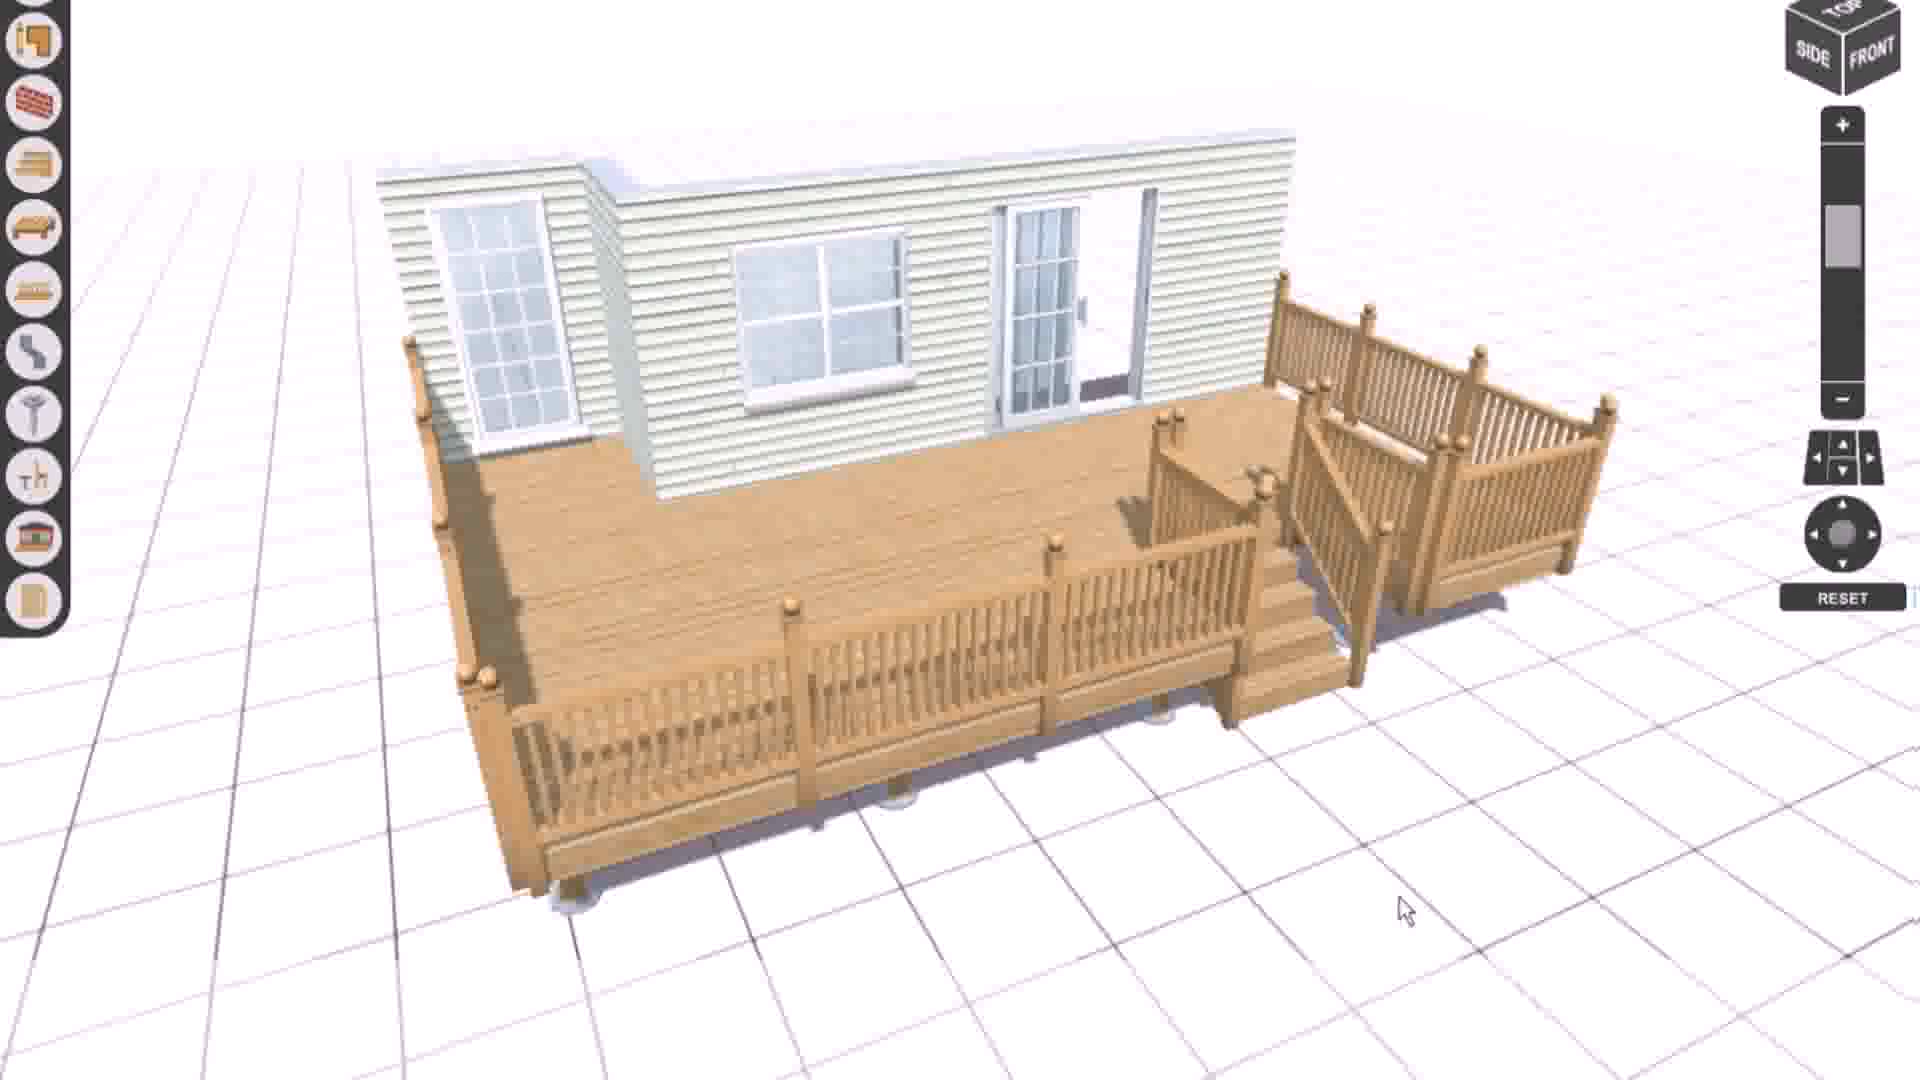 TOP
SIDE
FRONT
+
-
RESET